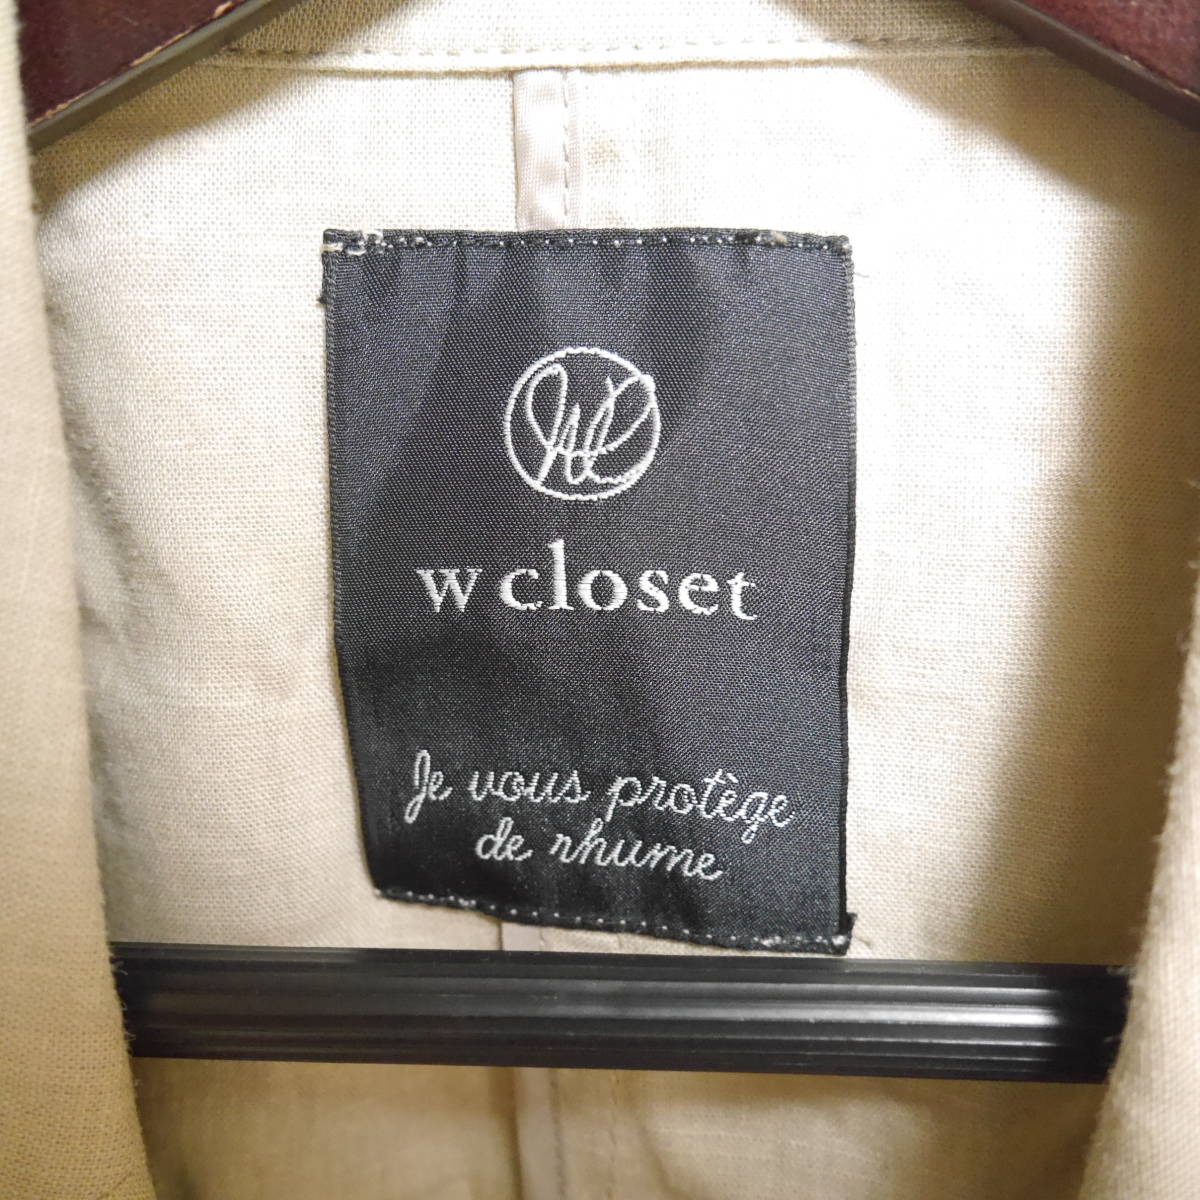 w closet
Je vous protège
de rhume